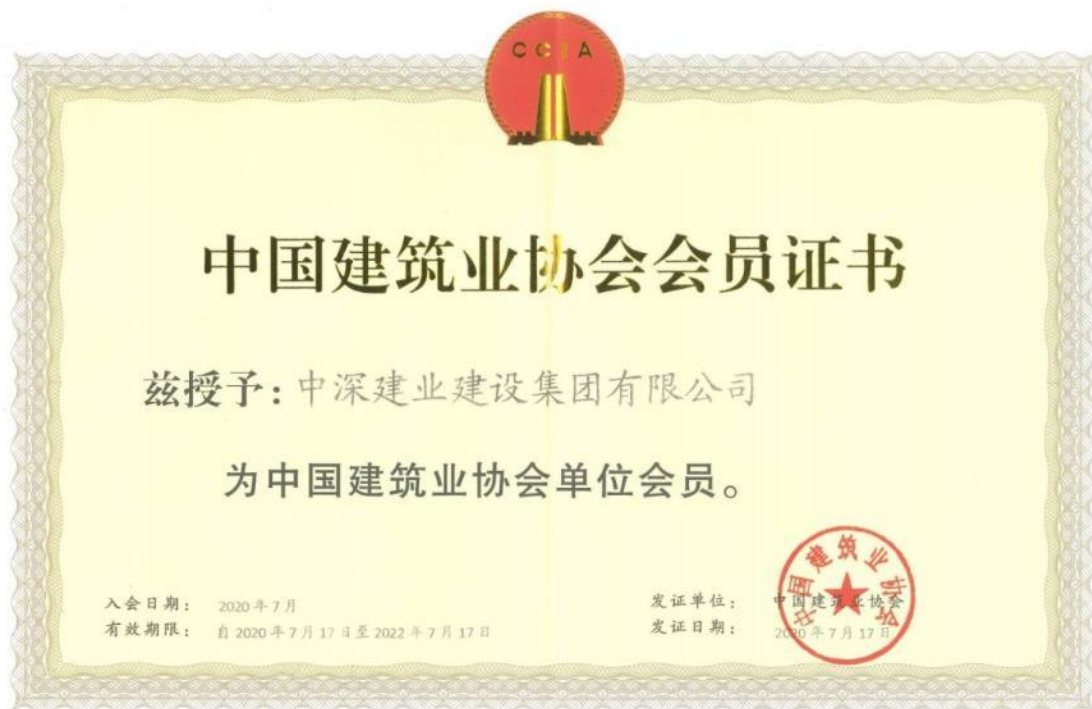 CCIA
中国建筑业协会会员证书
兹授予：中深建业建设集团有限公司
为中国建筑业协会单位会员。
入会日期： 2020年7月
有效期限： 自2020年7月17日至2022年7月17日
发证单位： 中国建筑业协会
发证日期： 2020年7月17日
中国建筑业协会